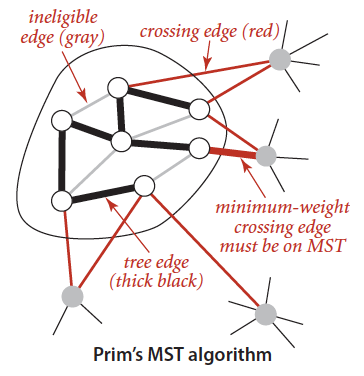 ineligible
edge (gray)
crossing edge (red)
minimum-weight
crossing edge
must be on MST
tree edge
(thick black)
Prim's MST algorithm